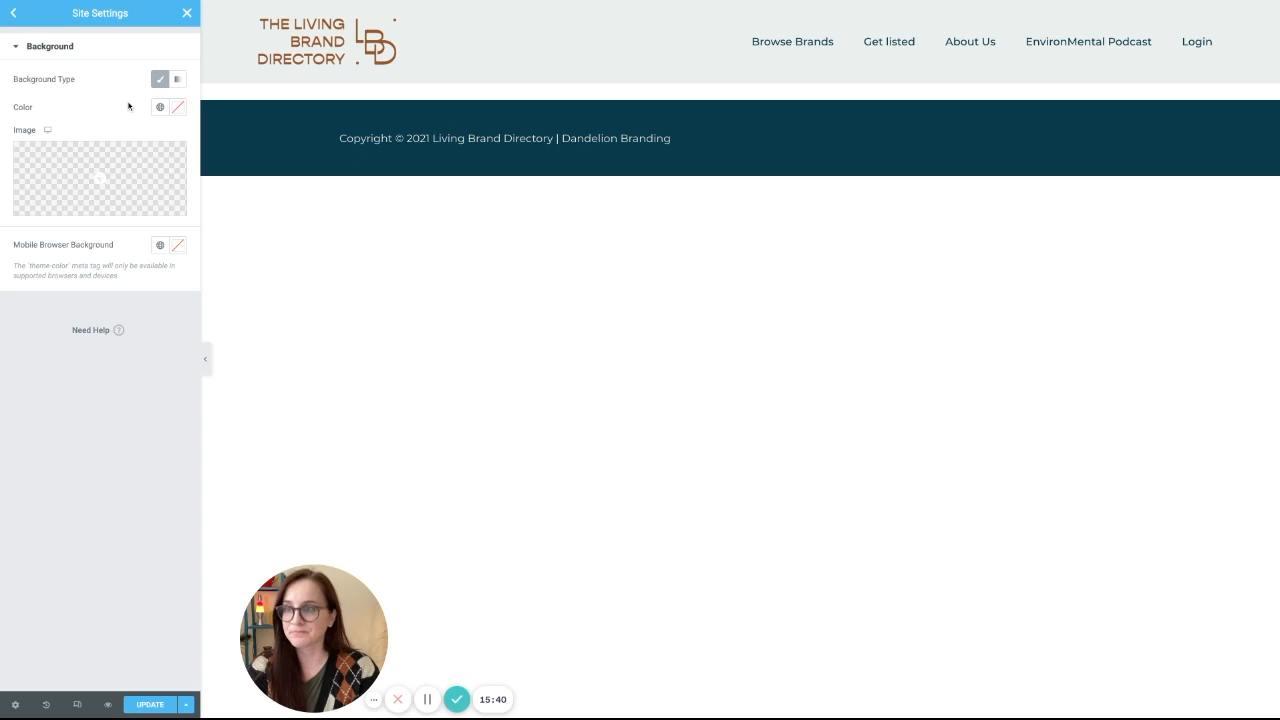 Site Settings
Background
Background Type
Color
Image
Mobile Browser Background
The 'theme-color' meta tag will only be available in
supported browsers and devices.
Need Help
UPDATE
THE LIVING
BRAND
DIRECTORY
LBD
Browse Brands
Get listed
About Us
EnvironMental Podcast
Login
Copyright © 2021 Living Brand Directory | Dandelion Branding
15:40